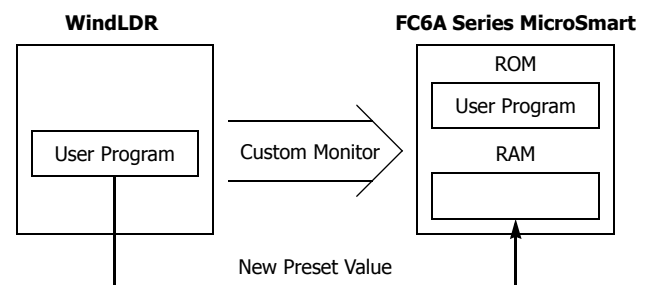 WindLDR
FC6A Series MicroSmart
ROM
User Program
User Program
Custom Monitor
RAM
New Preset Value